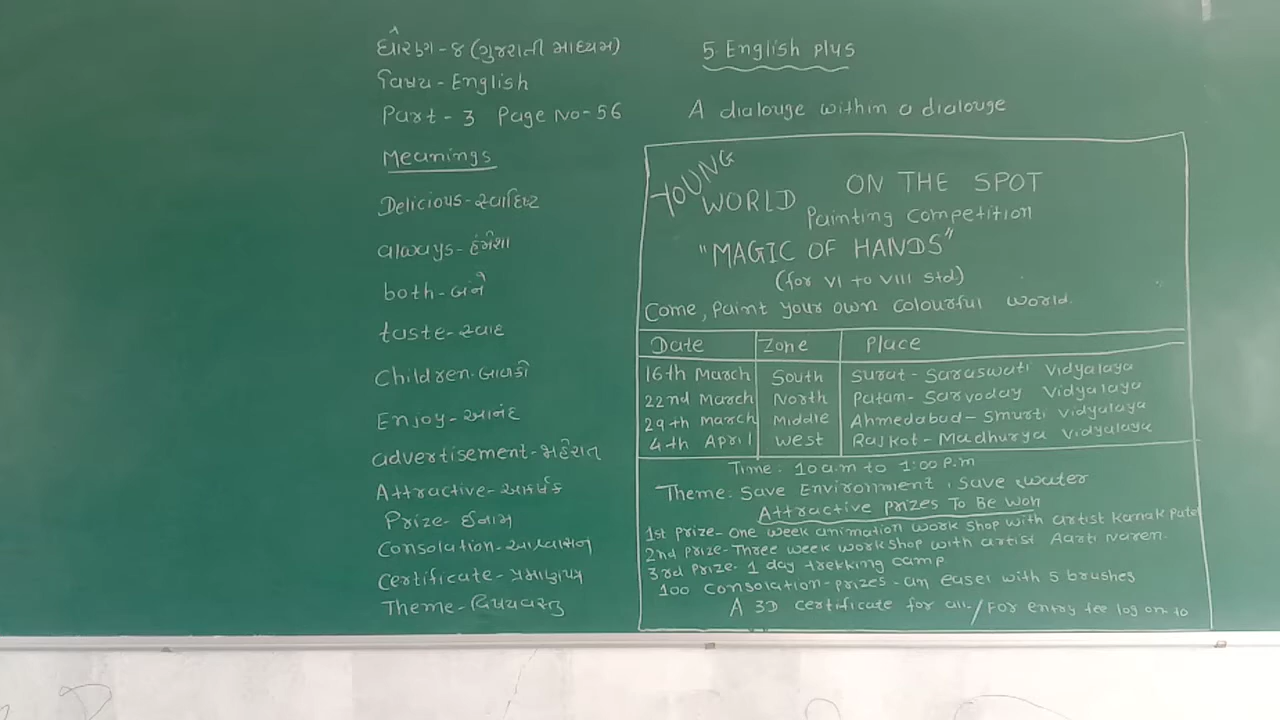 ધોરણ-૪ (ગુજરાતી માધ્યમ)
વિષય - English
Part - 3 Page No - 56
Meanings
Delicious - સ્વાદિષ્ટ
always - હંમેશા
both - બંને
taste - સ્વાદ
Children - બાળકો
Enjoy - આનંદ
advertisement - જાહેરાત
Attractive - આકર્ષક
Prize - ઈનામ
Consolation - આશ્વાસન
Certificate - પ્રમાણપત્ર
Theme - વિષયવસ્તુ
5. English plus
A dialouge within a dialouge
YOUNG
WORLD ON THE SPOT
Painting Competition
"MAGIC OF HANDS"
(for VI to VIII Std.)
Come, paint your own colourful world.
Date Zone Place
16th March South Surat - Saraswati Vidyalaya
22nd March North Patan - Sarvoday Vidyalaya
29th March Middle Ahmedabad - Smurti Vidyalaya
4th April West Rajkot - Madhurya Vidyalaya
Time: 10 a.m to 1:00 P.m
Theme: Save Environment, Save water
Attractive prizes To Be Won
1st prize - One week animation work shop with artist Kanak Patel
2nd prize - Three week workshop with artist Aarti Naren.
3rd prize - 1 day trekking camp
100 Consolation - prizes - an easel with 5 brushes
A 3D certificate for all. / For entry fee log on to